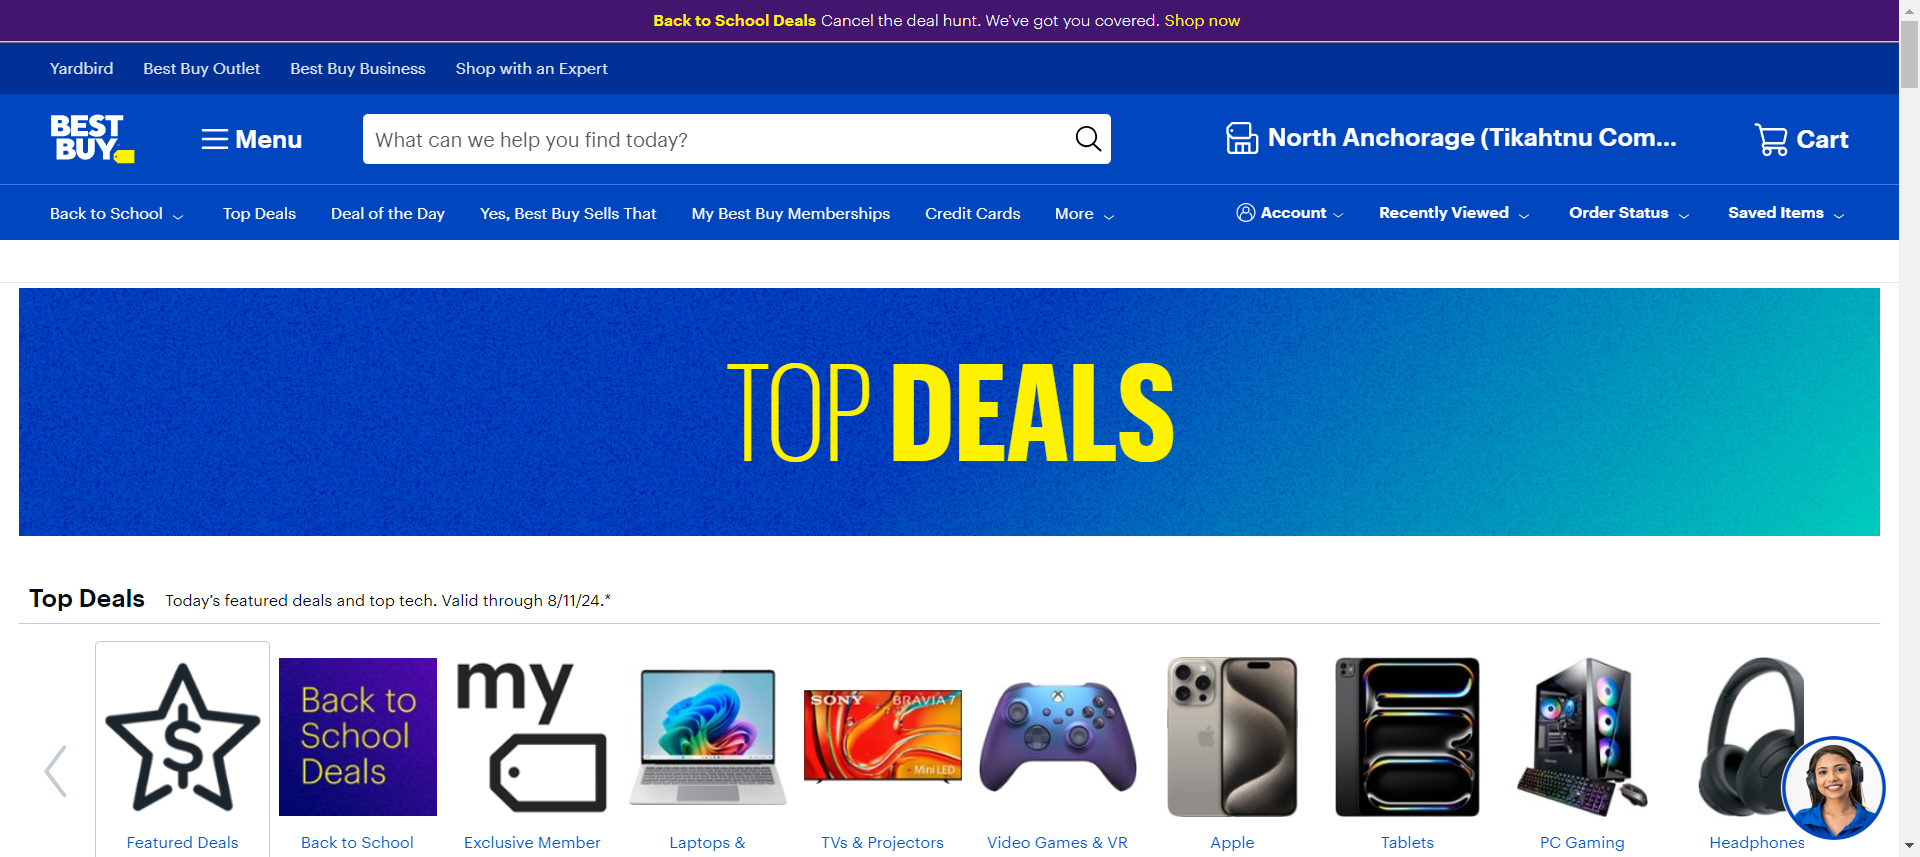 Back to School Deals Cancel the deal hunt. We've got you covered. Shop now
Yardbird Best Buy Outlet Best Buy Business Shop with an Expert
BEST
BUY
Menu
What can we help you find today?
North Anchorage (Tikahtnu Com...
Cart
Back to School Top Deals Deal of the Day Yes, Best Buy Sells That My Best Buy Memberships Credit Cards More Account Recently Viewed Order Status Saved Items
TOP DEALS
Top Deals Today's featured deals and top tech. Valid through 8/11/24.*
$
Back to
School
Deals
my
SONY BRAVIA 7
Mini LED
Featured Deals Back to School Exclusive Member Laptops & TVs & Projectors Video Games & VR Apple Tablets PC Gaming Headphones